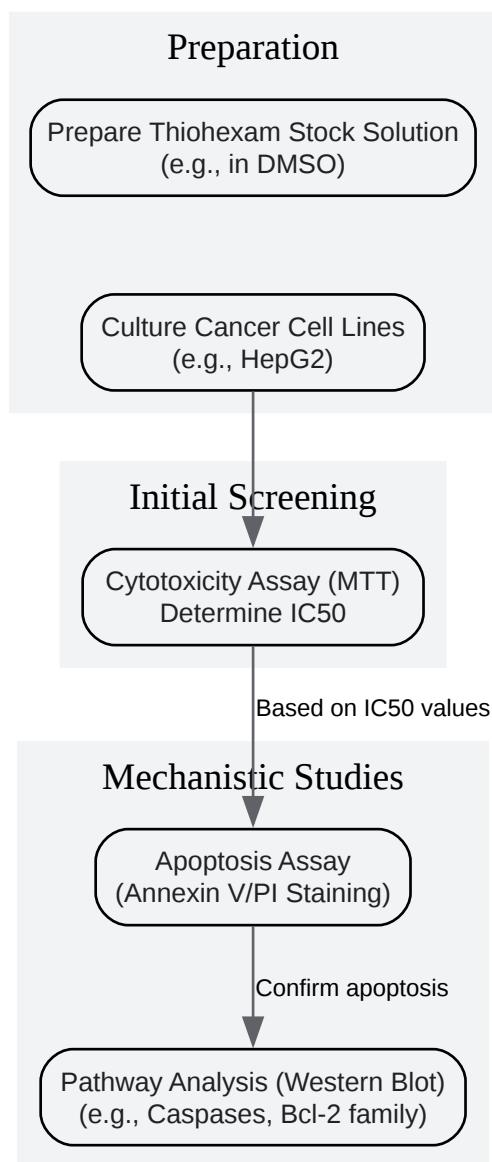 Preparation
Prepare Thiohexam Stock Solution
(e.g., in DMSO)
Culture Cancer Cell Lines
(e.g., HepG2)
Initial Screening
Cytotoxicity Assay (MTT)
Determine IC50
Based on IC50 values
Mechanistic Studies
Apoptosis Assay
(Annexin V/PI Staining)
Confirm apoptosis
Pathway Analysis (Western Blot)
(e.g., Caspases, Bcl-2 family)